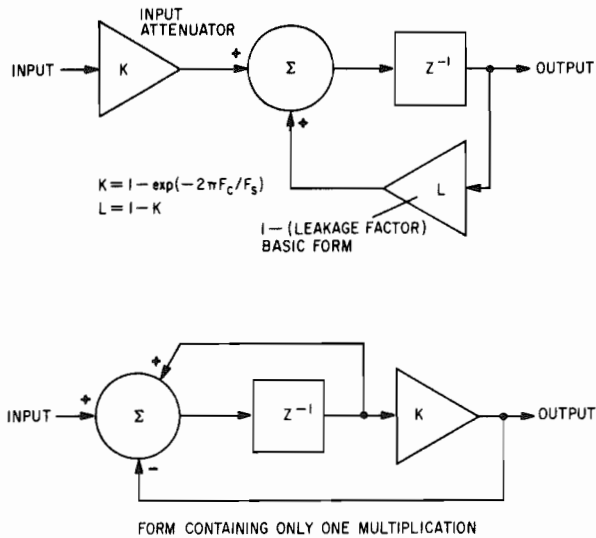 INPUT
ATTENUATOR
INPUT
K
+
Σ
Z⁻¹
OUTPUT
+
L
K = 1 − exp(−2πF_C/F_S)
L = 1 − K
1 − (LEAKAGE FACTOR)
BASIC FORM
+
+
INPUT
Σ
Z⁻¹
K
OUTPUT
−
FORM CONTAINING ONLY ONE MULTIPLICATION